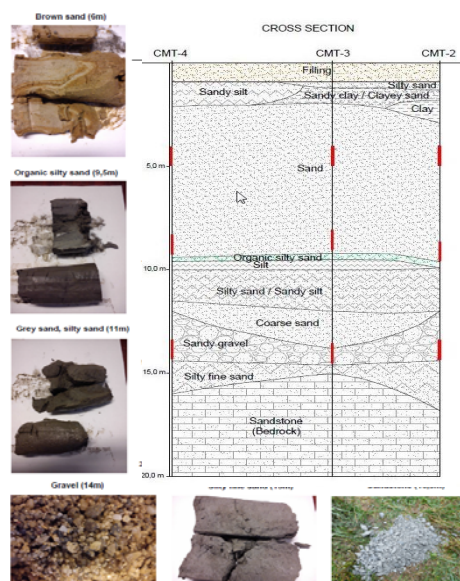 Brown sand (6m)
CROSS SECTION
CMT-4
CMT-3
CMT-2
Filling
Silty sand
Sandy silt
Sandy clay / Clayey sand
Clay
5,0 m
Sand
Organic silty sand (9,5m)
Organic silty sand
Silt
10,0 m
Silty sand / Sandy silt
Coarse sand
Grey sand, silty sand (11m)
Sandy gravel
15,0 m
Silty fine sand
Sandstone
(Bedrock)
20,0 m
Gravel (14m)